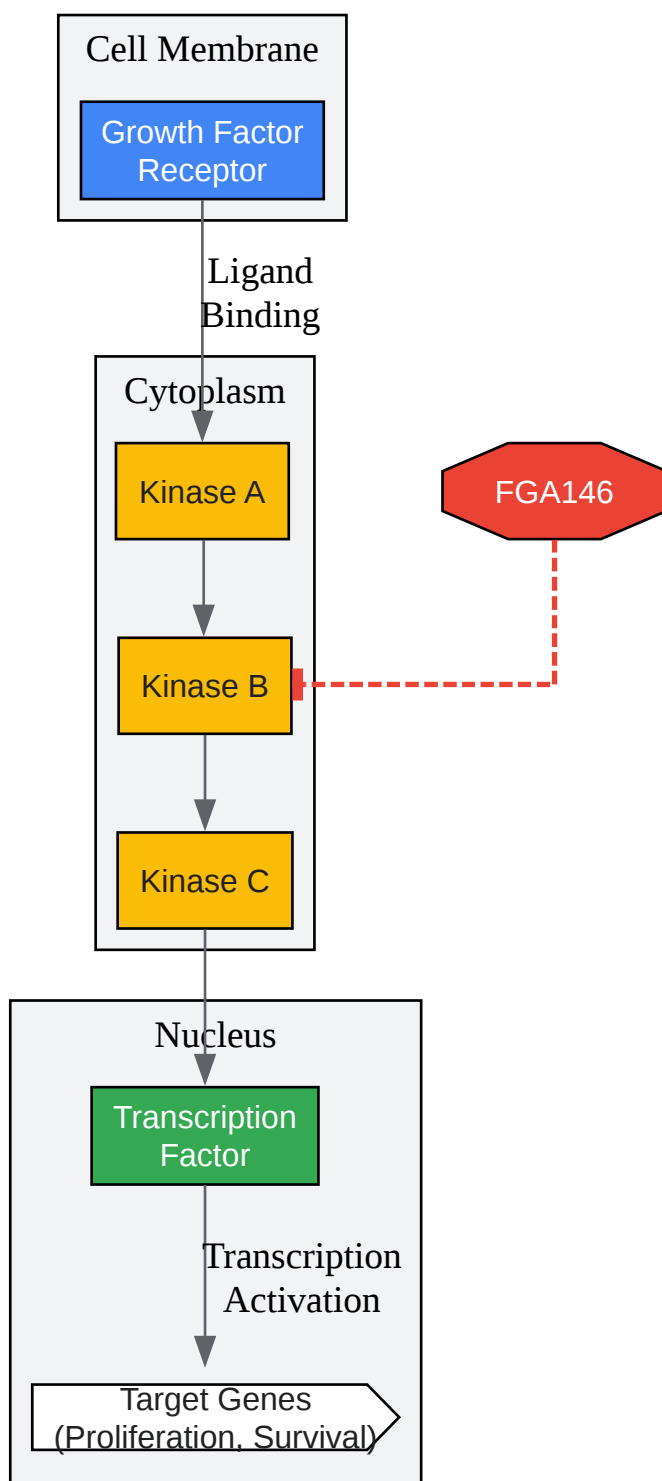 Cell Membrane
Growth Factor
Receptor
Ligand
Binding
Cytoplasm
Kinase A
FGA146
Kinase B
Kinase C
Nucleus
Transcription
Factor
Transcription
Activation
Target Genes
(Proliferation, Survival)